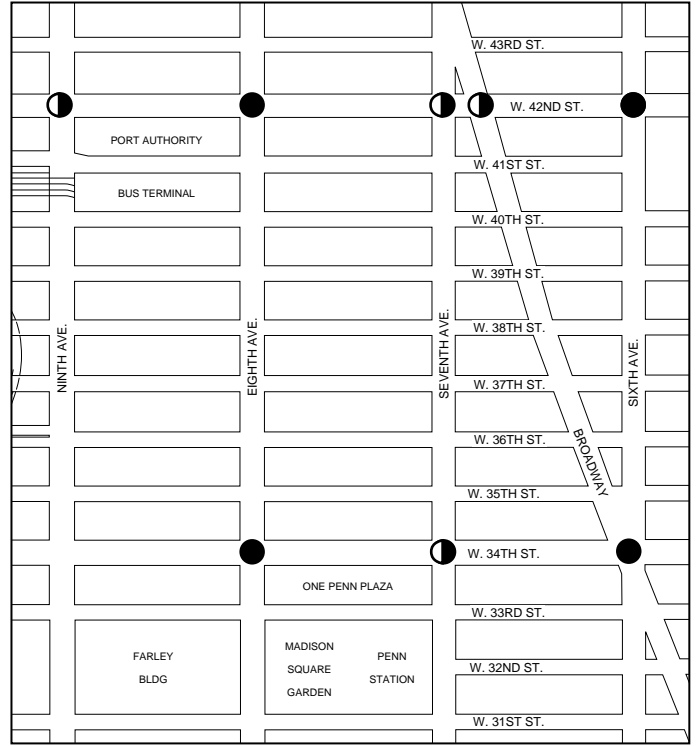 W. 43RD ST.
W. 42ND ST.
PORT AUTHORITY
W. 41ST ST.
BUS TERMINAL
W. 40TH ST.
W. 39TH ST.
W. 38TH ST.
NINTH AVE.
EIGHTH AVE.
SEVENTH AVE.
SIXTH AVE.
W. 37TH ST.
W. 36TH ST.
BROADWAY
W. 35TH ST.
W. 34TH ST.
ONE PENN PLAZA
W. 33RD ST.
MADISON
SQUARE
GARDEN
PENN
STATION
FARLEY
BLDG
W. 32ND ST.
W. 31ST ST.